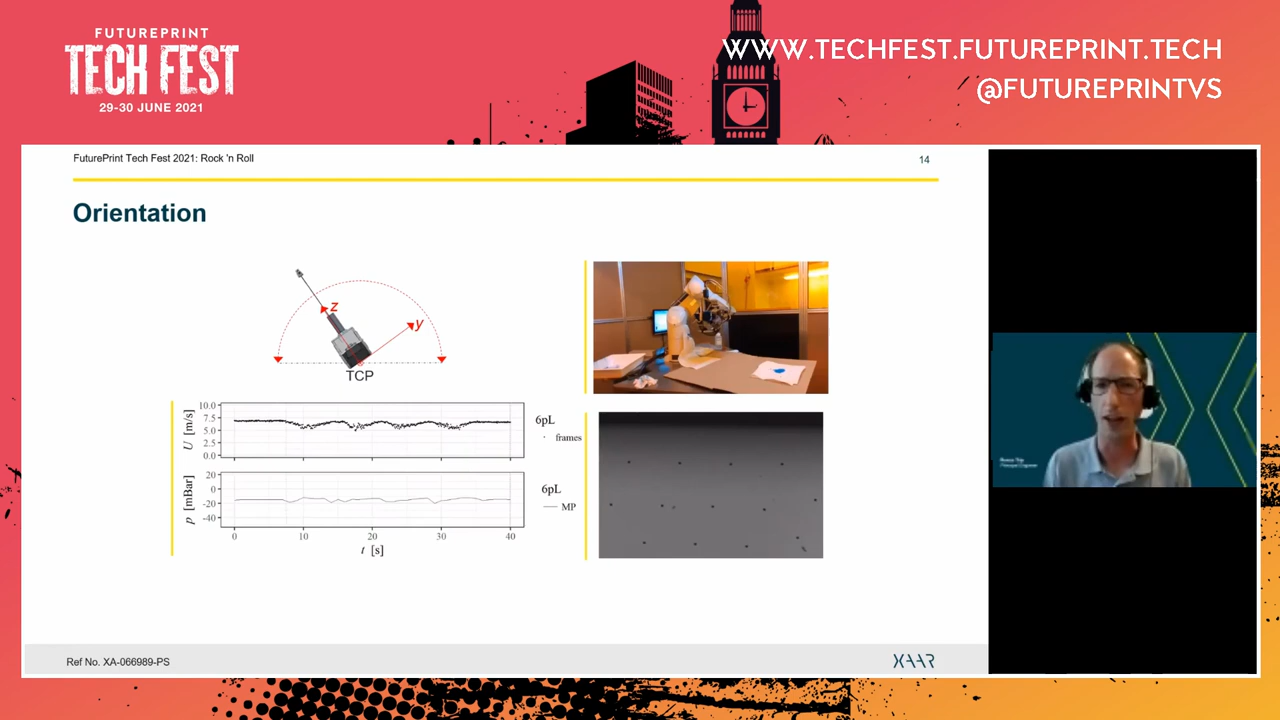 FUTUREPRINT
TECH FEST
29-30 JUNE 2021
WWW.TECHFEST.FUTUREPRINT.TECH
@FUTUREPRINTVS
FuturePrint Tech Fest 2021: Rock 'n Roll
14
Orientation
z
y
TCP
10.0
7.5
5.0
2.5
0.0
U [m/s]
6pL
frames
20
0
-20
-40
p [mBar]
6pL
MP
0
10
20
30
40
t [s]
Principal Engineer
Ref No. XA-066989-PS
XAAR